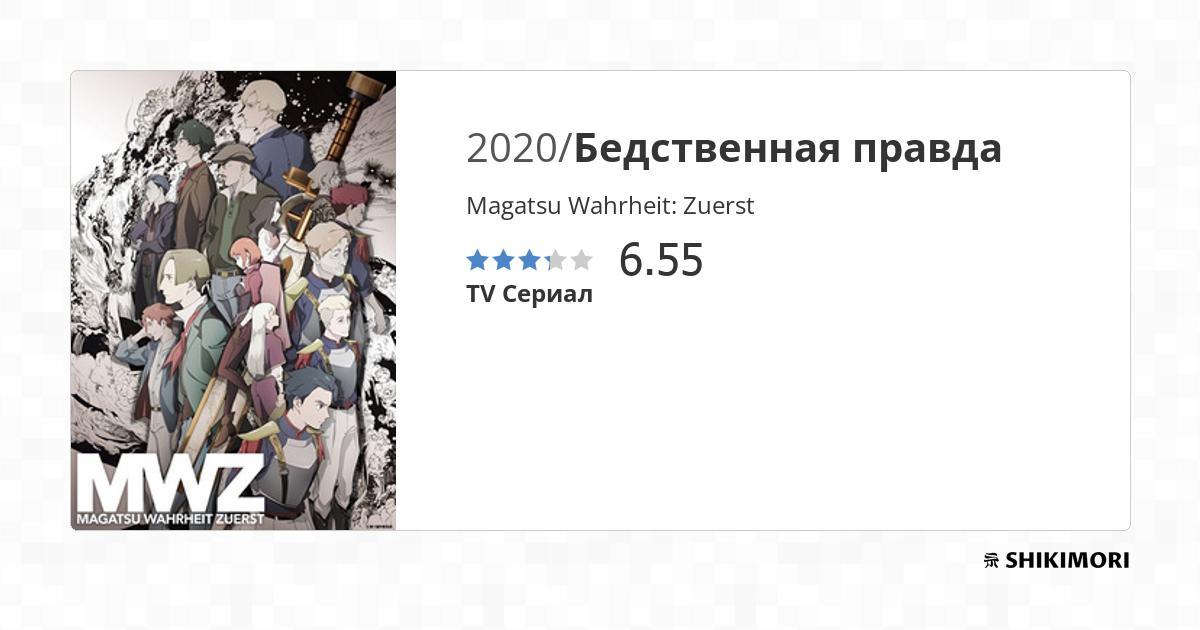 2020/Бедственная правда
Magatsu Wahrheit: Zuerst
6.55
TV Сериал
MWZ
MAGATSU WAHRHEIT ZUERST
SHIKIMORI